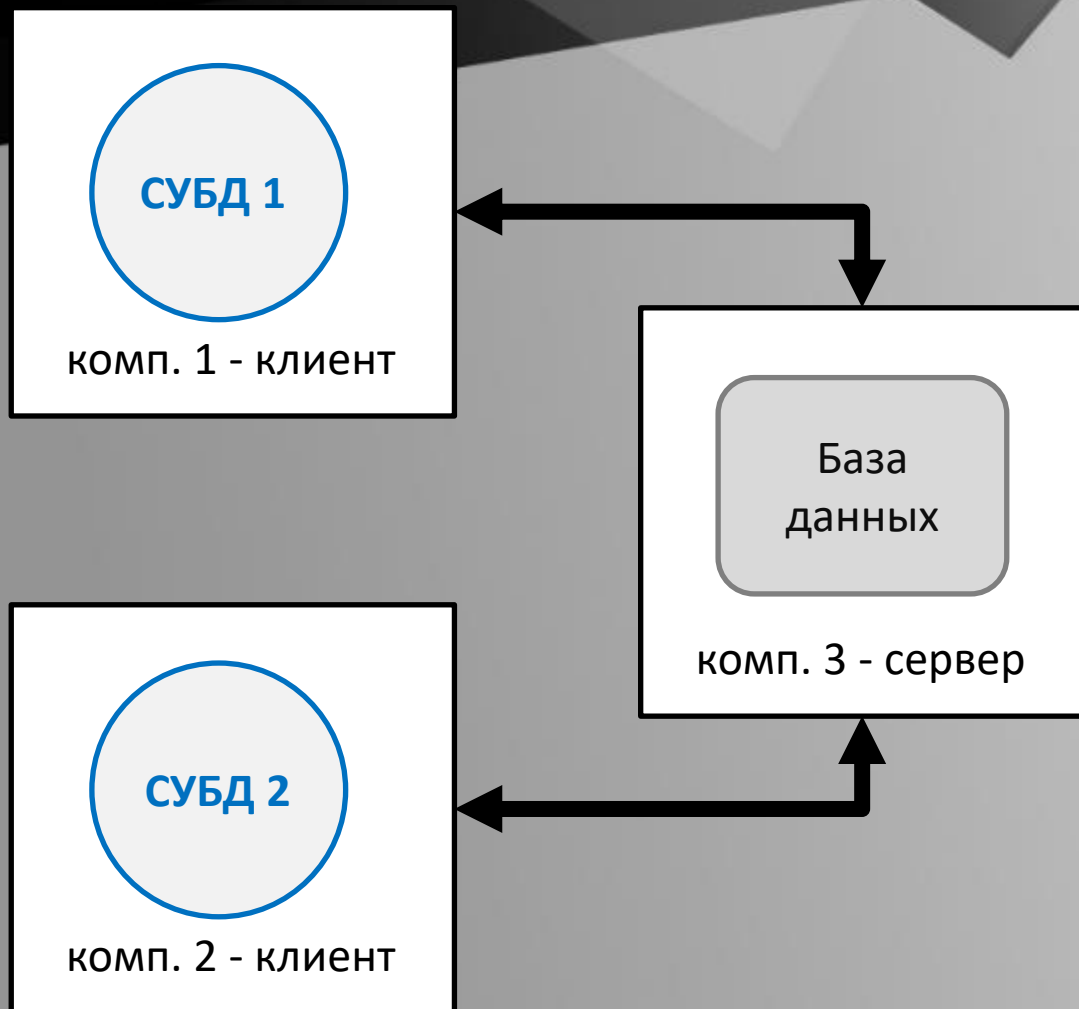 СУБД 1
комп. 1 - клиент
База
данных
комп. 3 - сервер
СУБД 2
комп. 2 - клиент